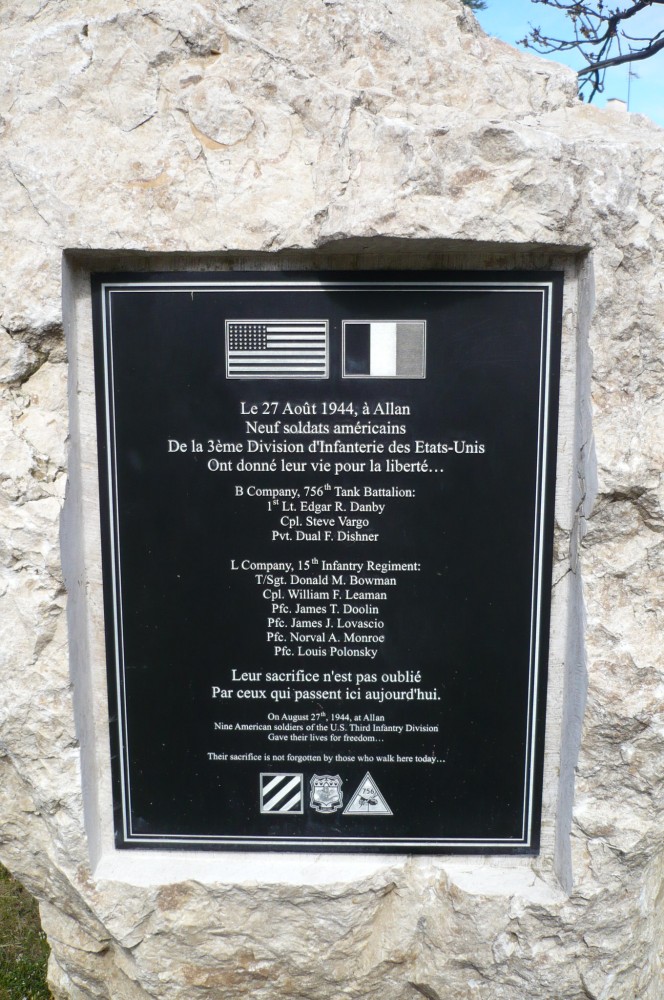 Le 27 Août 1944, à Allan
Neuf soldats américains
De la 3ème Division d'Infanterie des Etats-Unis
Ont donné leur vie pour la liberté…
B Company, 756th Tank Battalion:
1st Lt. Edgar R. Danby
Cpl. Steve Vargo
Pvt. Dual F. Dishner
L Company, 15th Infantry Regiment:
T/Sgt. Donald M. Bowman
Cpl. William F. Leaman
Pfc. James T. Doolin
Pfc. James J. Lovascio
Pfc. Norval A. Monroe
Pfc. Louis Polonsky
Leur sacrifice n'est pas oublié
Par ceux qui passent ici aujourd'hui.
On August 27th, 1944, at Allan
Nine American soldiers of the U.S. Third Infantry Division
Gave their lives for freedom…
Their sacrifice is not forgotten by those who walk here today…
756